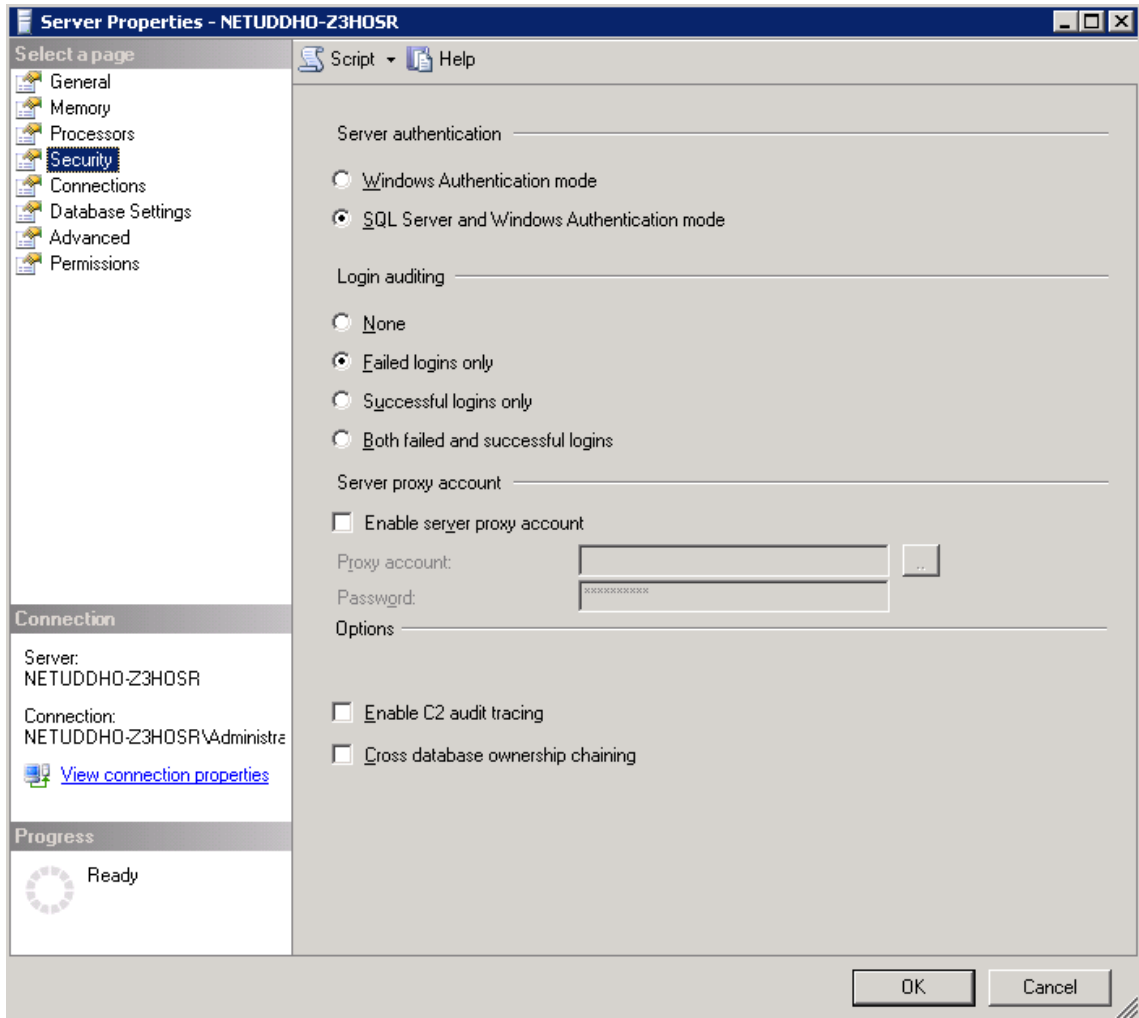 Server Properties - NETUDDHO-Z3HOSR
Select a page
General
Memory
Processors
Security
Connections
Database Settings
Advanced
Permissions
Script
Help
Server authentication
Windows Authentication mode
SQL Server and Windows Authentication mode
Login auditing
None
Failed logins only
Successful logins only
Both failed and successful logins
Server proxy account
Enable server proxy account
Proxy account:
..
Password:
**********
Options
Enable C2 audit tracing
Cross database ownership chaining
Connection
Server:
NETUDDHO-Z3HOSR
Connection:
NETUDDHO-Z3HOSR\Administra
View connection properties
Progress
Ready
OK
Cancel